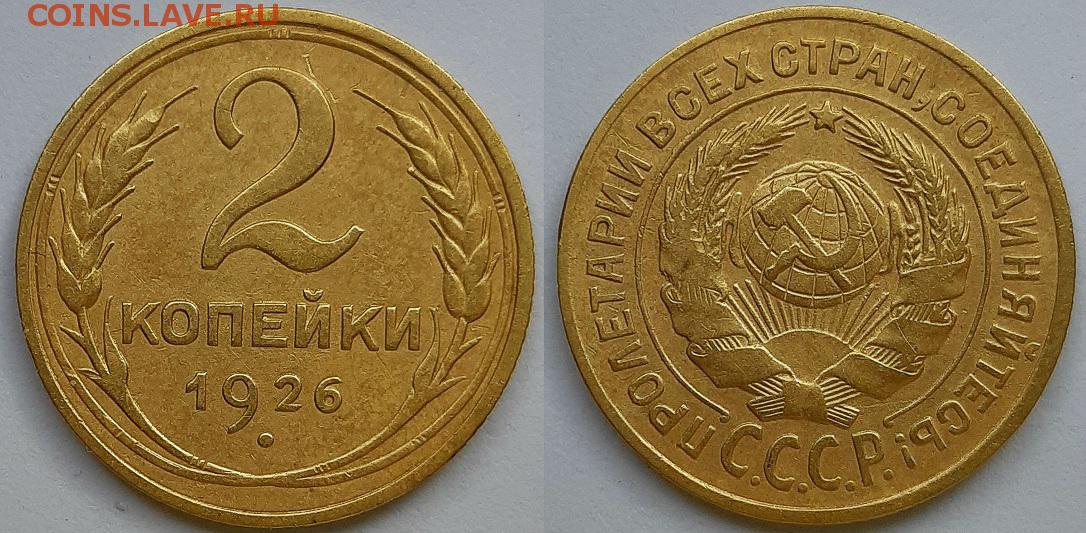 COINS.LAVE.RU
2
КОПЕЙКИ
1926
ПРОЛЕТАРИИ ВСЕХ СТРАН, СОЕДИНЯЙТЕСЬ!
С.С.С.Р.